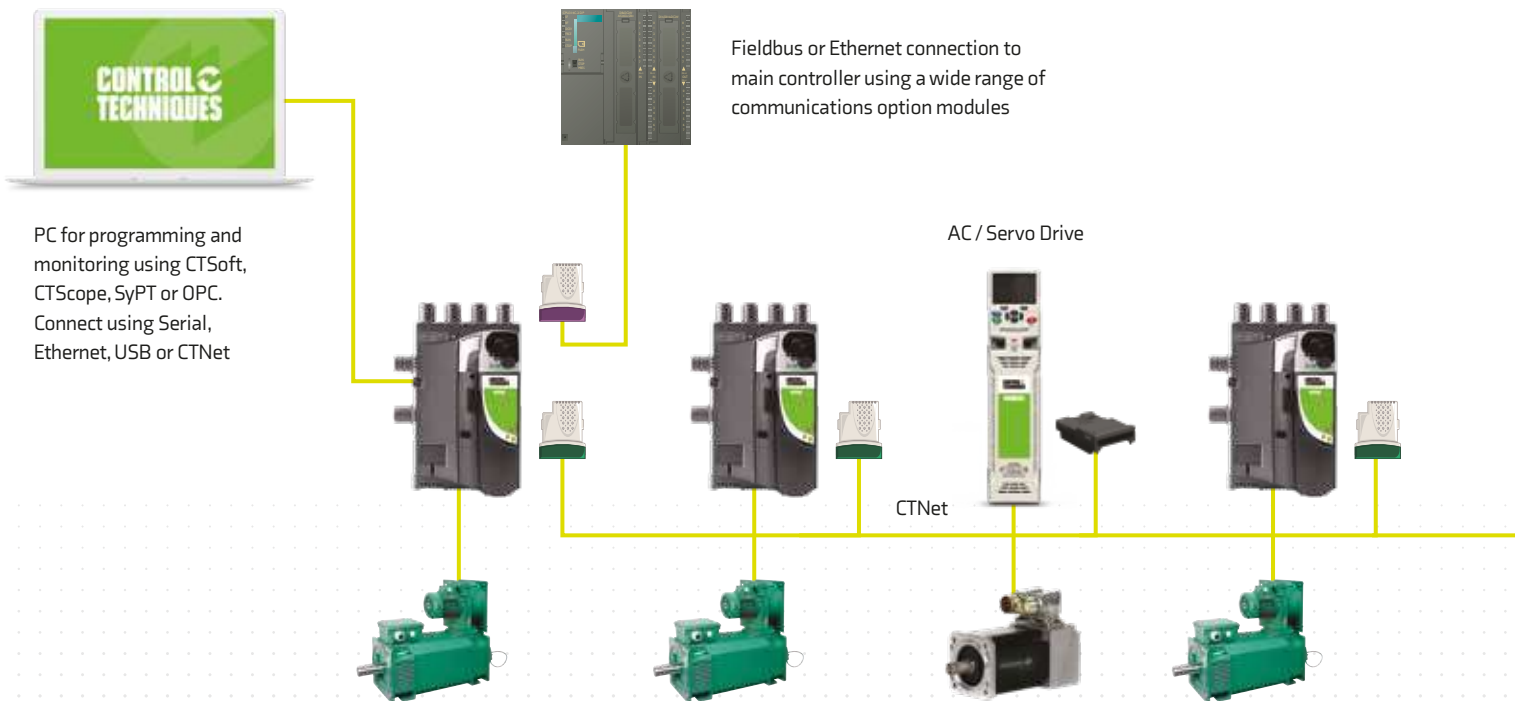 CONTROL
TECHNIQUES
Fieldbus or Ethernet connection to
main controller using a wide range of
communications option modules
PC for programming and
monitoring using CTSoft,
CTScope, SyPT or OPC.
Connect using Serial,
Ethernet, USB or CTNet
AC / Servo Drive
CTNet